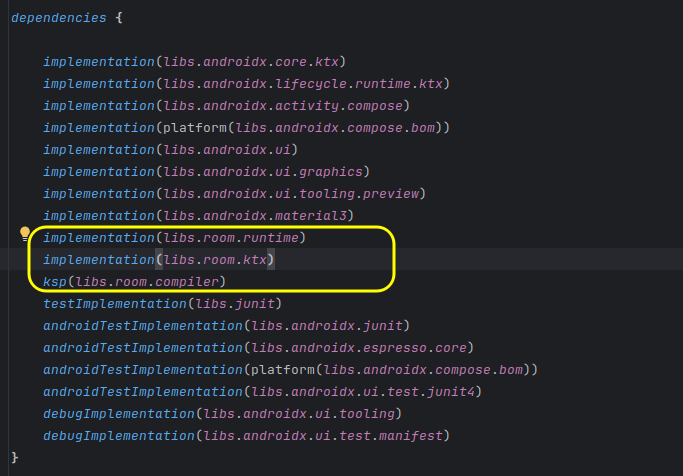 dependencies {
implementation(libs.androidx.core.ktx)
implementation(libs.androidx.lifecycle.runtime.ktx)
implementation(libs.androidx.activity.compose)
implementation(platform(libs.androidx.compose.bom))
implementation(libs.androidx.ui)
implementation(libs.androidx.ui.graphics)
implementation(libs.androidx.ui.tooling.preview)
implementation(libs.androidx.material3)
implementation(libs.room.runtime)
implementation(libs.room.ktx)
ksp(libs.room.compiler)
testImplementation(libs.junit)
androidTestImplementation(libs.androidx.junit)
androidTestImplementation(libs.androidx.espresso.core)
androidTestImplementation(platform(libs.androidx.compose.bom))
androidTestImplementation(libs.androidx.ui.test.junit4)
debugImplementation(libs.androidx.ui.tooling)
debugImplementation(libs.androidx.ui.test.manifest)
}